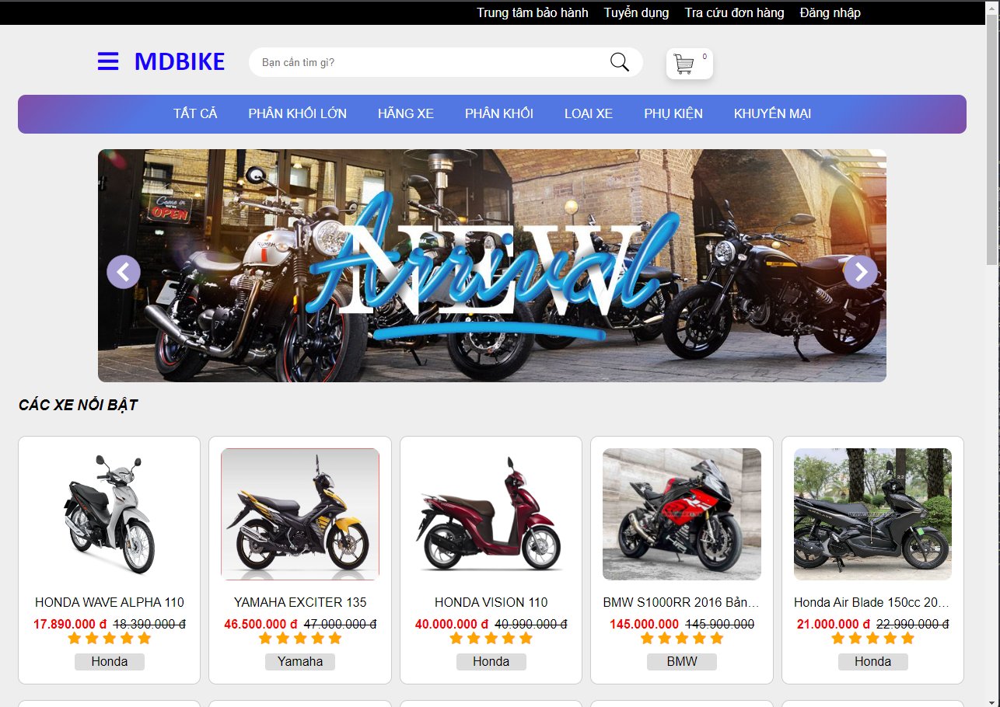 Trung tâm bảo hành Tuyển dụng Tra cứu đơn hàng Đăng nhập
MDBIKE
Bạn cần tìm gì?
0
TẤT CẢ PHÂN KHỐI LỚN HÃNG XE PHÂN KHỐI LOẠI XE PHỤ KIỆN KHUYẾN MẠI
Come in
we're
OPEN
TRIUMPH
NEW
Arrival
CÁC XE NỔI BẬT
HONDA WAVE ALPHA 110
17.890.000 đ 18.390.000 đ
Honda
YAMAHA EXCITER 135
46.500.000 đ 47.000.000 đ
Yamaha
HONDA VISION 110
40.000.000 đ 40.990.000 đ
Honda
BMW S1000RR 2016 Bản...
145.000.000 145.900.000
BMW
Honda Air Blade 150cc 20...
21.000.000 đ 22.990.000 đ
Honda